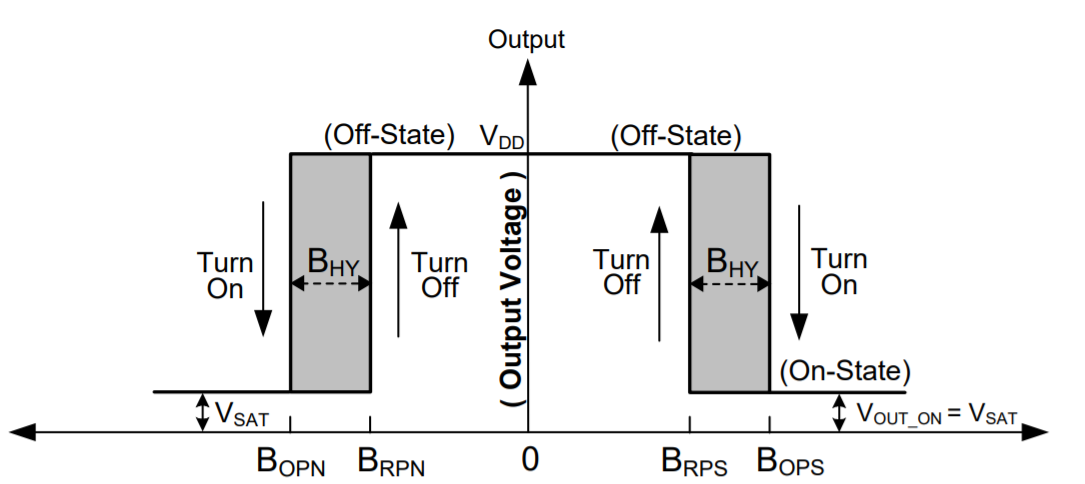 Output
(Off-State) VDD (Off-State)
( Output Voltage )
Turn
On
BHY
Turn
Off
Turn
Off
BHY
Turn
On
(On-State)
VSAT
VOUT_ON = VSAT
BOPN BRPN 0 BRPS BOPS